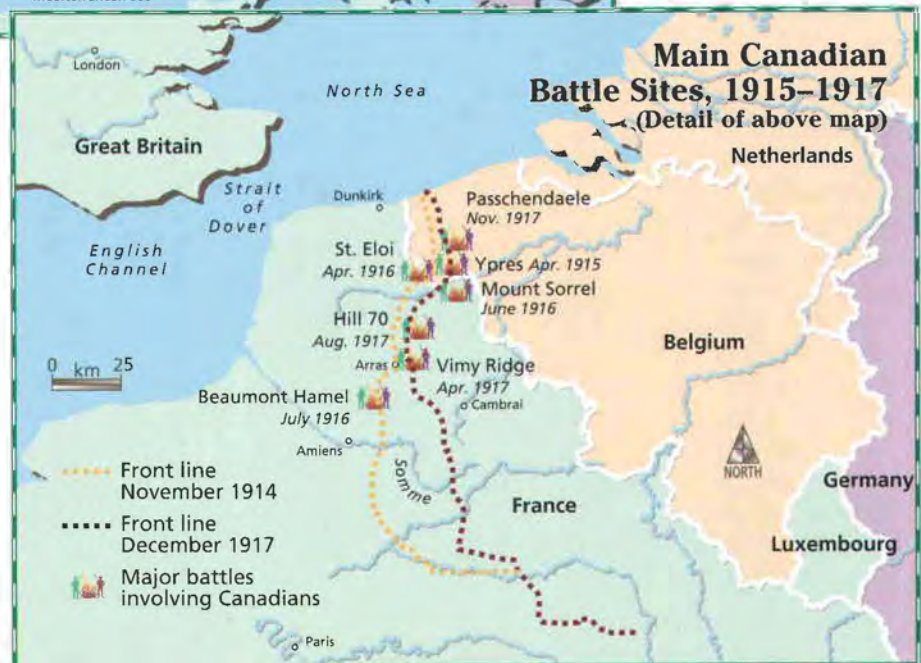 Main Canadian
Battle Sites, 1915–1917
(Detail of above map)
London
North Sea
Great Britain
Netherlands
Strait
of
Dover
Dunkirk
Passchendaele
Nov. 1917
English
Channel
St. Eloi
Apr. 1916
Ypres Apr. 1915
Mount Sorrel
June 1916
Hill 70
Aug. 1917
Belgium
0 km 25
Arras
Vimy Ridge
Apr. 1917
Beaumont Hamel
July 1916
Cambrai
Amiens
NORTH
Somme
Front line
November 1914
Germany
France
Front line
December 1917
Luxembourg
Major battles
involving Canadians
Paris